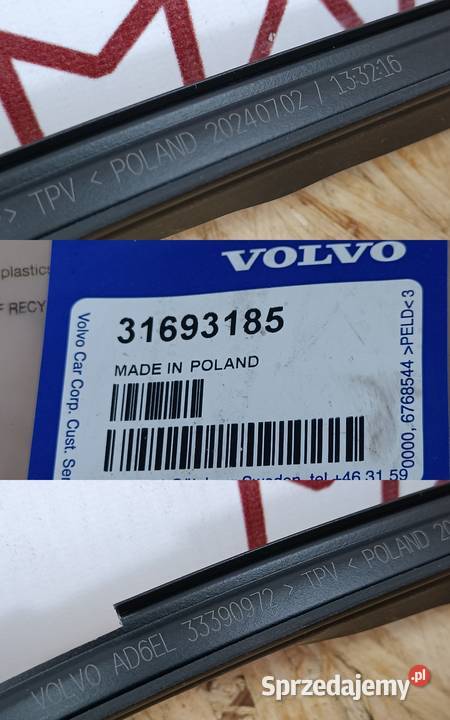 > TPV < POLAND 20240702 / 133216
plastics
F RECY
VOLVO
31693185
MADE IN POLAND
Volvo Car Corp. Cust. Ser
0000, 6768544 >PELD< 3
Sweden, tel +46 31 59
VOLVO AD6EL 33390972 > TPV < POLAND 20
Sprzedajemy.pl